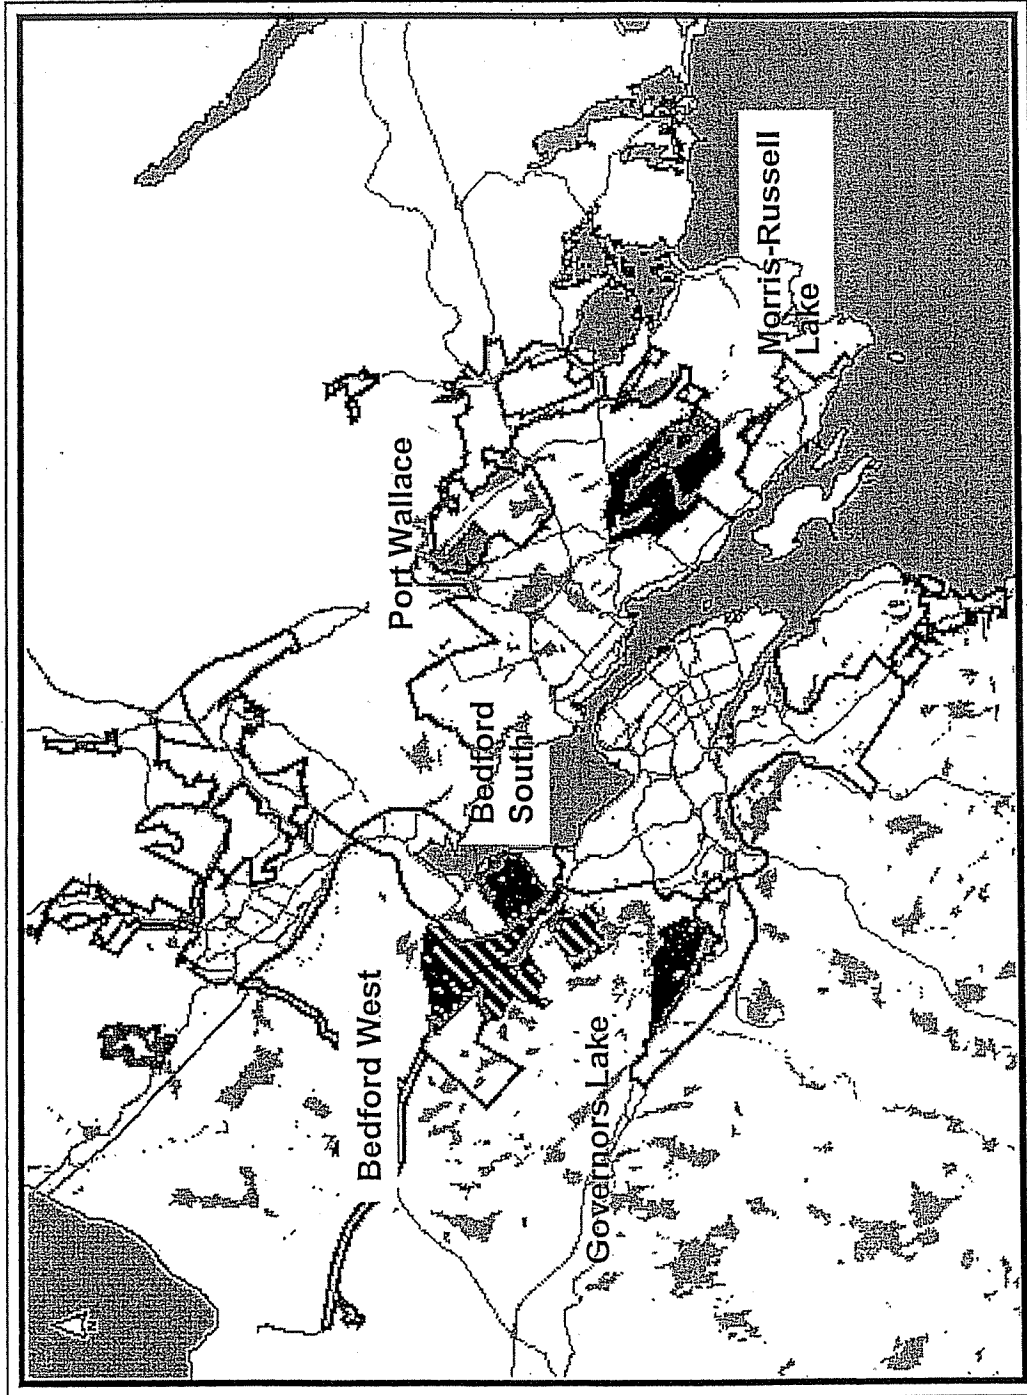 Port Wallace
Morris-Russell
Lake
Bedford
South
Bedford West
Governors Lake
N